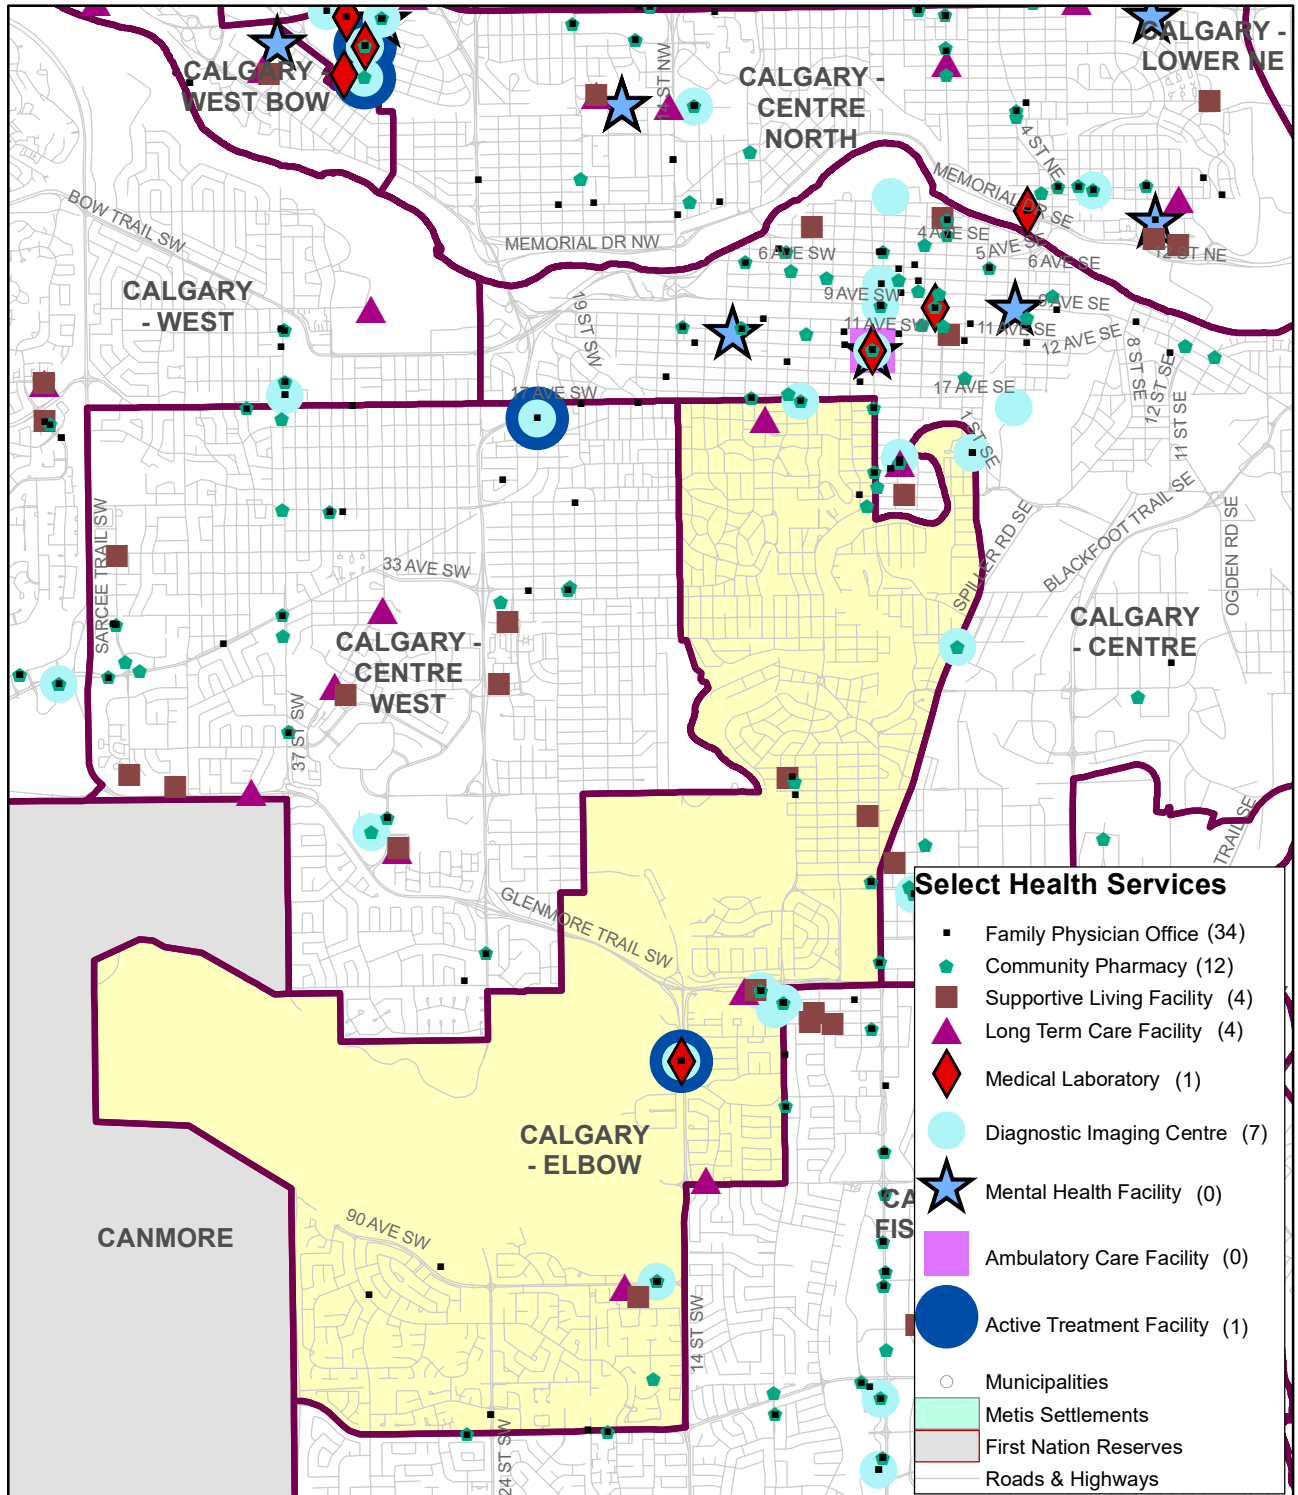 CALGARY -
LOWER NE
CALGARY -
WEST BOW
14 ST NW
CALGARY -
CENTRE
NORTH
4 ST NE
MEMORIAL DR SE
BOW TRAIL SW
MEMORIAL DR NW
6 AVE SW
4 AVE SE
5 AVE SE
6 AVE SE
12 ST NE
CALGARY
- WEST
19 ST SW
9 AVE SW
9 AVE SE
11 AVE SW
11 AVE SE
12 AVE SE
8 ST SE
12 ST SE
11 ST SE
17 AVE SW
17 AVE SE
1 ST SE
SARCEE TRAIL SW
33 AVE SW
SPILLER RD SE
BLACKFOOT TRAIL SE
OGDEN RD SE
CALGARY
- CENTRE
CALGARY -
CENTRE
WEST
37 ST SW
TRAIL SE
GLENMORE TRAIL SW
CALGARY
- ELBOW
CANMORE
90 AVE SW
14 ST SW
24 ST SW
CA
FIS
Select Health Services
Family Physician Office (34)
Community Pharmacy (12)
Supportive Living Facility (4)
Long Term Care Facility (4)
Medical Laboratory (1)
Diagnostic Imaging Centre (7)
Mental Health Facility (0)
Ambulatory Care Facility (0)
Active Treatment Facility (1)
Municipalities
Metis Settlements
First Nation Reserves
Roads & Highways